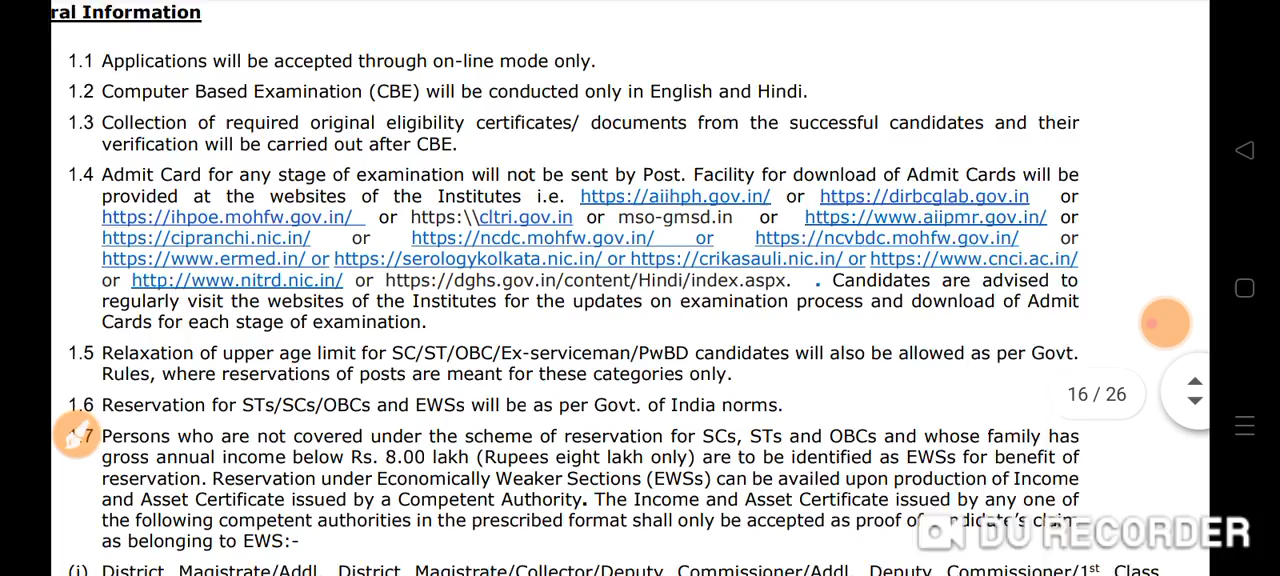 ral Information
1.1 Applications will be accepted through on-line mode only.
1.2 Computer Based Examination (CBE) will be conducted only in English and Hindi.
1.3 Collection of required original eligibility certificates/ documents from the successful candidates and their
verification will be carried out after CBE.
1.4 Admit Card for any stage of examination will not be sent by Post. Facility for download of Admit Cards will be
provided at the websites of the Institutes i.e. https://aiihph.gov.in/ or https://dirbcglab.gov.in or
https://ihpoe.mohfw.gov.in/ or https:\\cltri.gov.in or mso-gmsd.in or https://www.aiipmr.gov.in/ or
https://cipranchi.nic.in/ or https://ncdc.mohfw.gov.in/ or https://ncvbdc.mohfw.gov.in/ or
https://www.ermed.in/ or https://serologykolkata.nic.in/ or https://crikasauli.nic.in/ or https://www.cnci.ac.in/
or http://www.nitrd.nic.in/ or https://dghs.gov.in/content/Hindi/index.aspx. . Candidates are advised to
regularly visit the websites of the Institutes for the updates on examination process and download of Admit
Cards for each stage of examination.
1.5 Relaxation of upper age limit for SC/ST/OBC/Ex-serviceman/PwBD candidates will also be allowed as per Govt.
Rules, where reservations of posts are meant for these categories only.
16 / 26
1.6 Reservation for STs/SCs/OBCs and EWSs will be as per Govt. of India norms.
1.7 Persons who are not covered under the scheme of reservation for SCs, STs and OBCs and whose family has
gross annual income below Rs. 8.00 lakh (Rupees eight lakh only) are to be identified as EWSs for benefit of
reservation. Reservation under Economically Weaker Sections (EWSs) can be availed upon production of Income
and Asset Certificate issued by a Competent Authority. The Income and Asset Certificate issued by any one of
the following competent authorities in the prescribed format shall only be accepted as proof of candidate's claim
as belonging to EWS:-
DU RECORDER
(i) District Magistrate/Addl. District Magistrate/Collector/Deputy Commissioner/Addl. Deputy Commissioner/1st Class